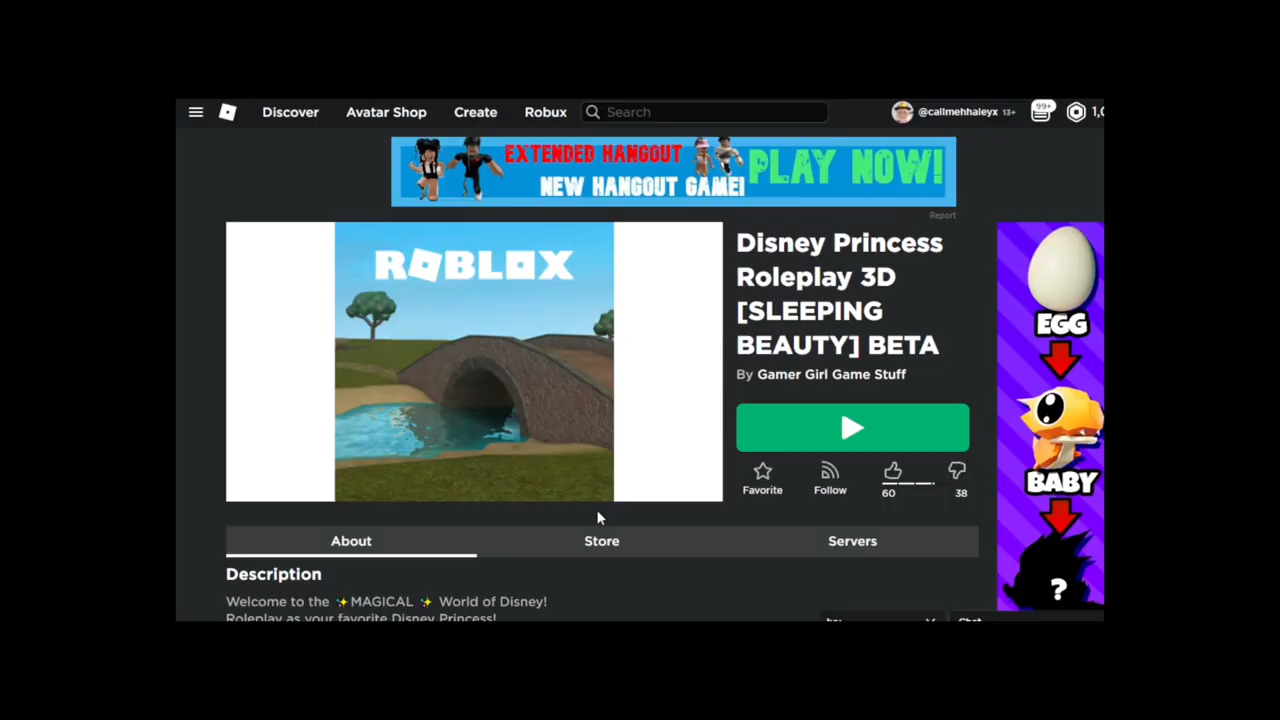 Discover Avatar Shop Create Robux Search @callmehhaleyx 13+ 99+
EXTENDED HANGOUT
NEW HANGOUT GAME!
PLAY NOW!
Report
ROBLOX
Disney Princess
Roleplay 3D
[SLEEPING
BEAUTY] BETA
By Gamer Girl Game Stuff
Favorite Follow 60 38
EGG
BABY
?
About Store Servers
Description
Welcome to the ✨MAGICAL ✨ World of Disney!
Roleplay as your favorite Disney Princess!
Chat